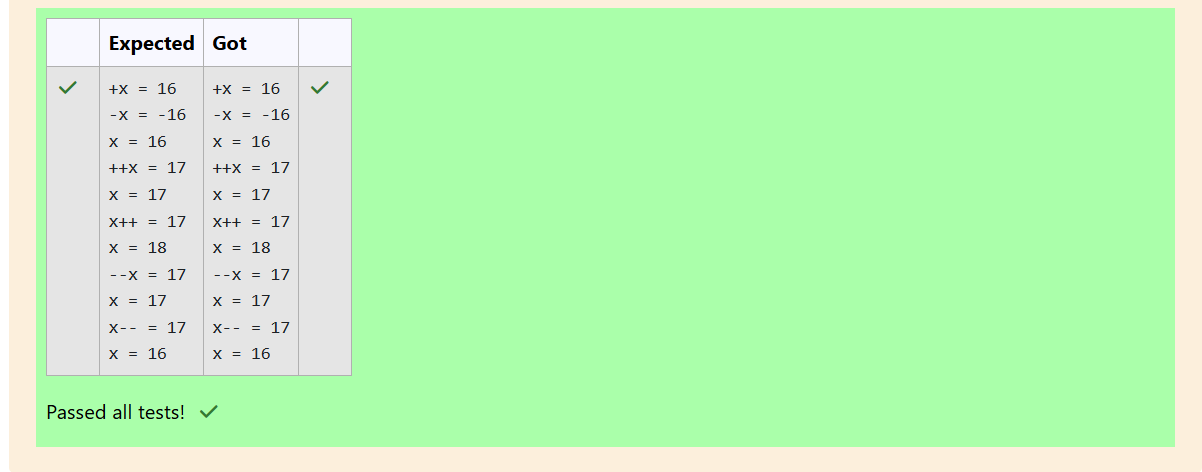 Expected Got
+x = 16 +x = 16
-x = -16 -x = -16
x = 16 x = 16
++x = 17 ++x = 17
x = 17 x = 17
x++ = 17 x++ = 17
x = 18 x = 18
--x = 17 --x = 17
x = 17 x = 17
x-- = 17 x-- = 17
x = 16 x = 16
Passed all tests!